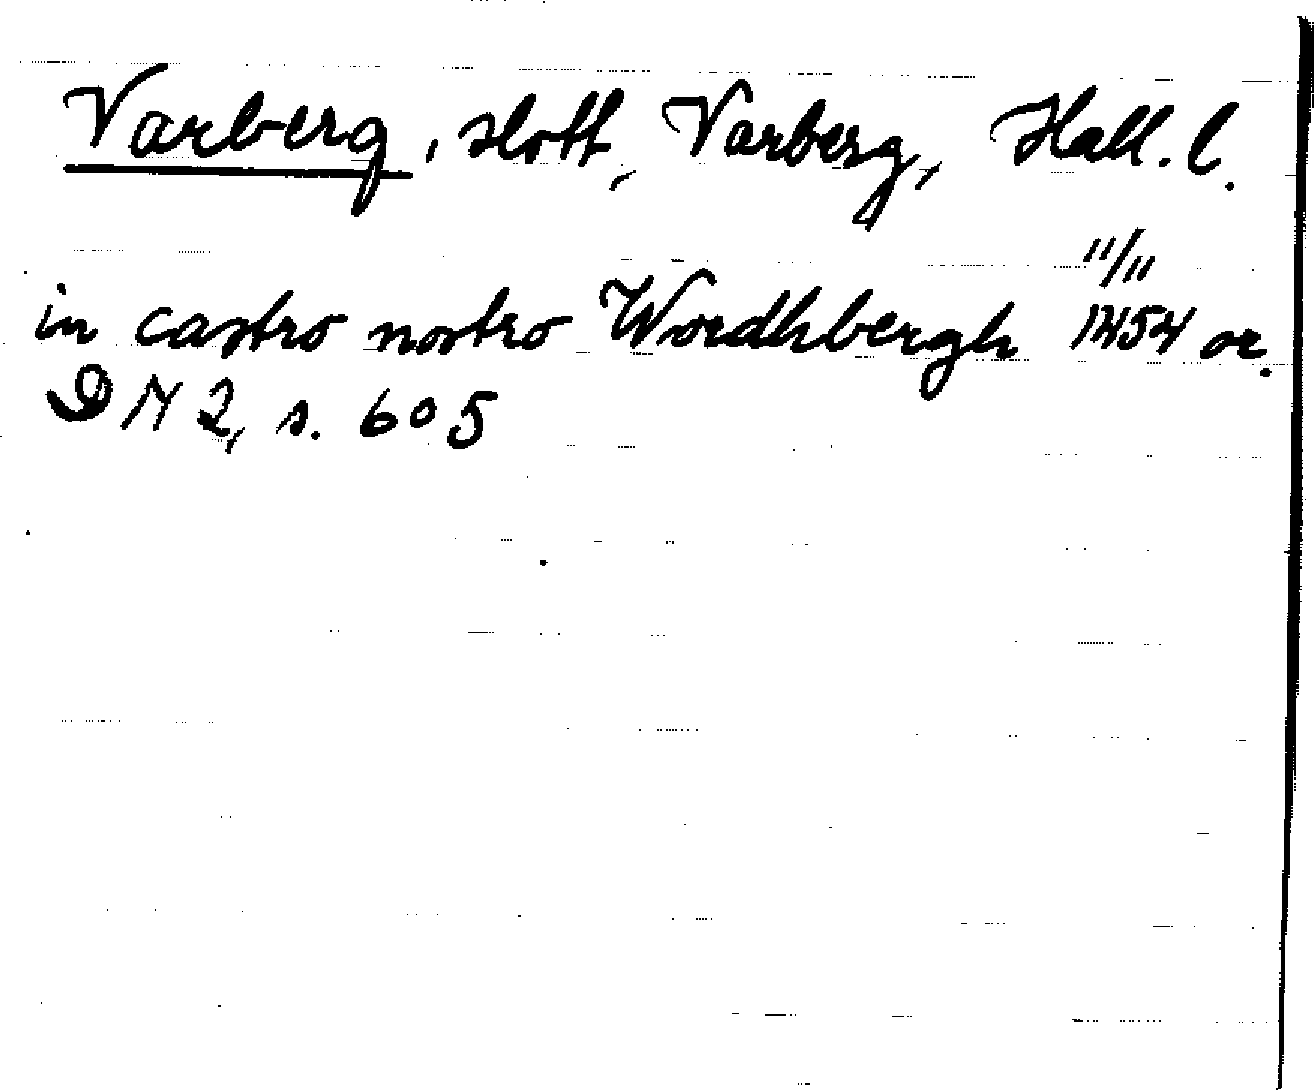 Varberg, slott, Varberg, Hall. l.
in castro nostro Wordhbergh 11/11 1454 or.
DN 2, s. 605